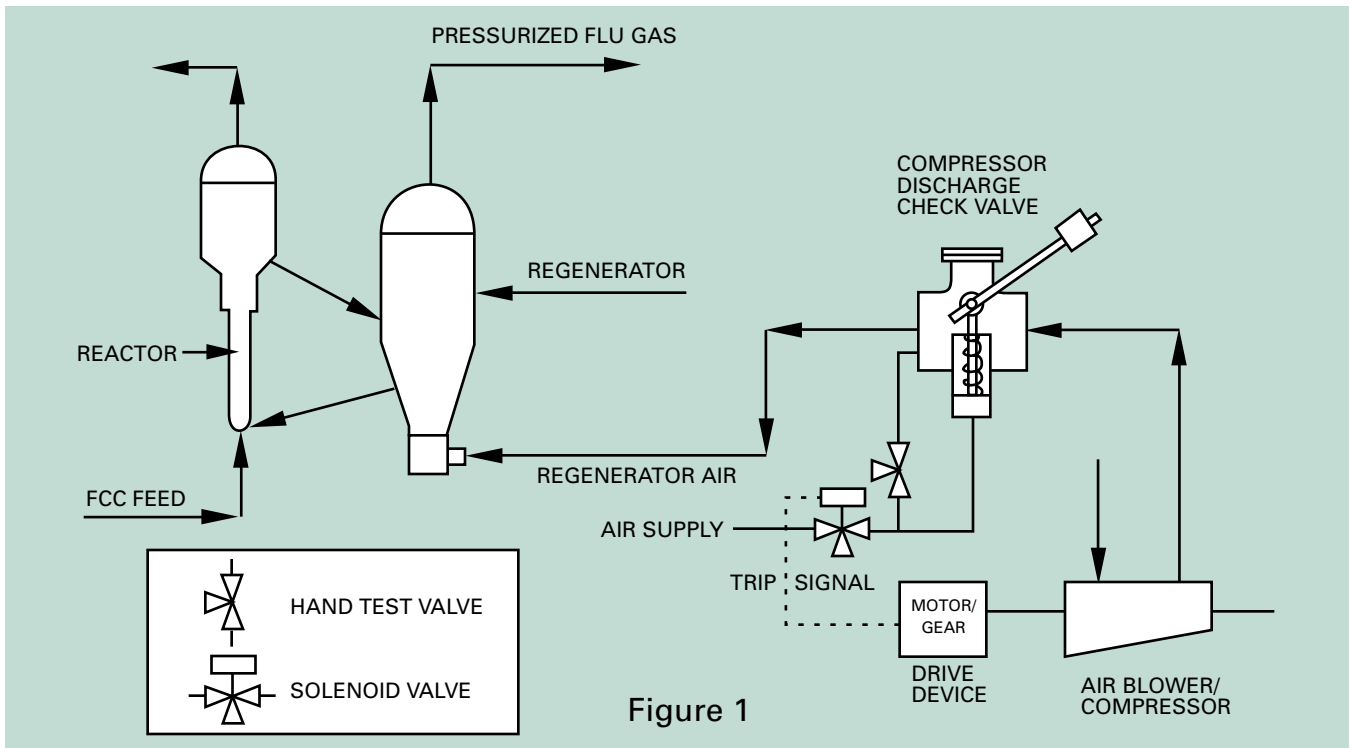 PRESSURIZED FLU GAS
COMPRESSOR
DISCHARGE
CHECK VALVE
REGENERATOR
REACTOR
REGENERATOR AIR
FCC FEED
AIR SUPPLY
TRIP SIGNAL
MOTOR/
GEAR
DRIVE
DEVICE
AIR BLOWER/
COMPRESSOR
HAND TEST VALVE
SOLENOID VALVE
Figure 1